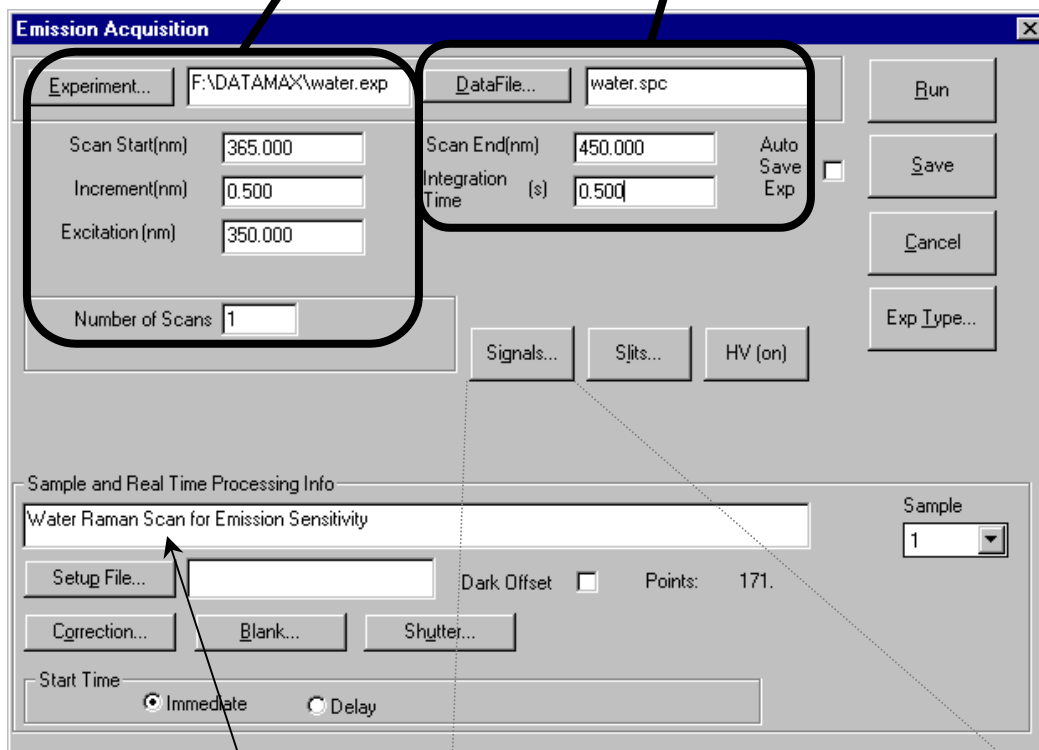 Emission Acquisition
Experiment... F:\DATAMAX\water.exp DataFile... water.spc Run
Scan Start(nm) 365.000 Scan End(nm) 450.000 Auto Save Exp Save
Increment(nm) 0.500 Integration Time (s) 0.500
Excitation (nm) 350.000 Cancel
Number of Scans 1 Exp Type...
Signals... Slits... HV (on)
Sample and Real Time Processing Info
Water Raman Scan for Emission Sensitivity Sample
1
Setup File... Dark Offset Points: 171.
Correction... Blank... Shutter...
Start Time
Immediate Delay